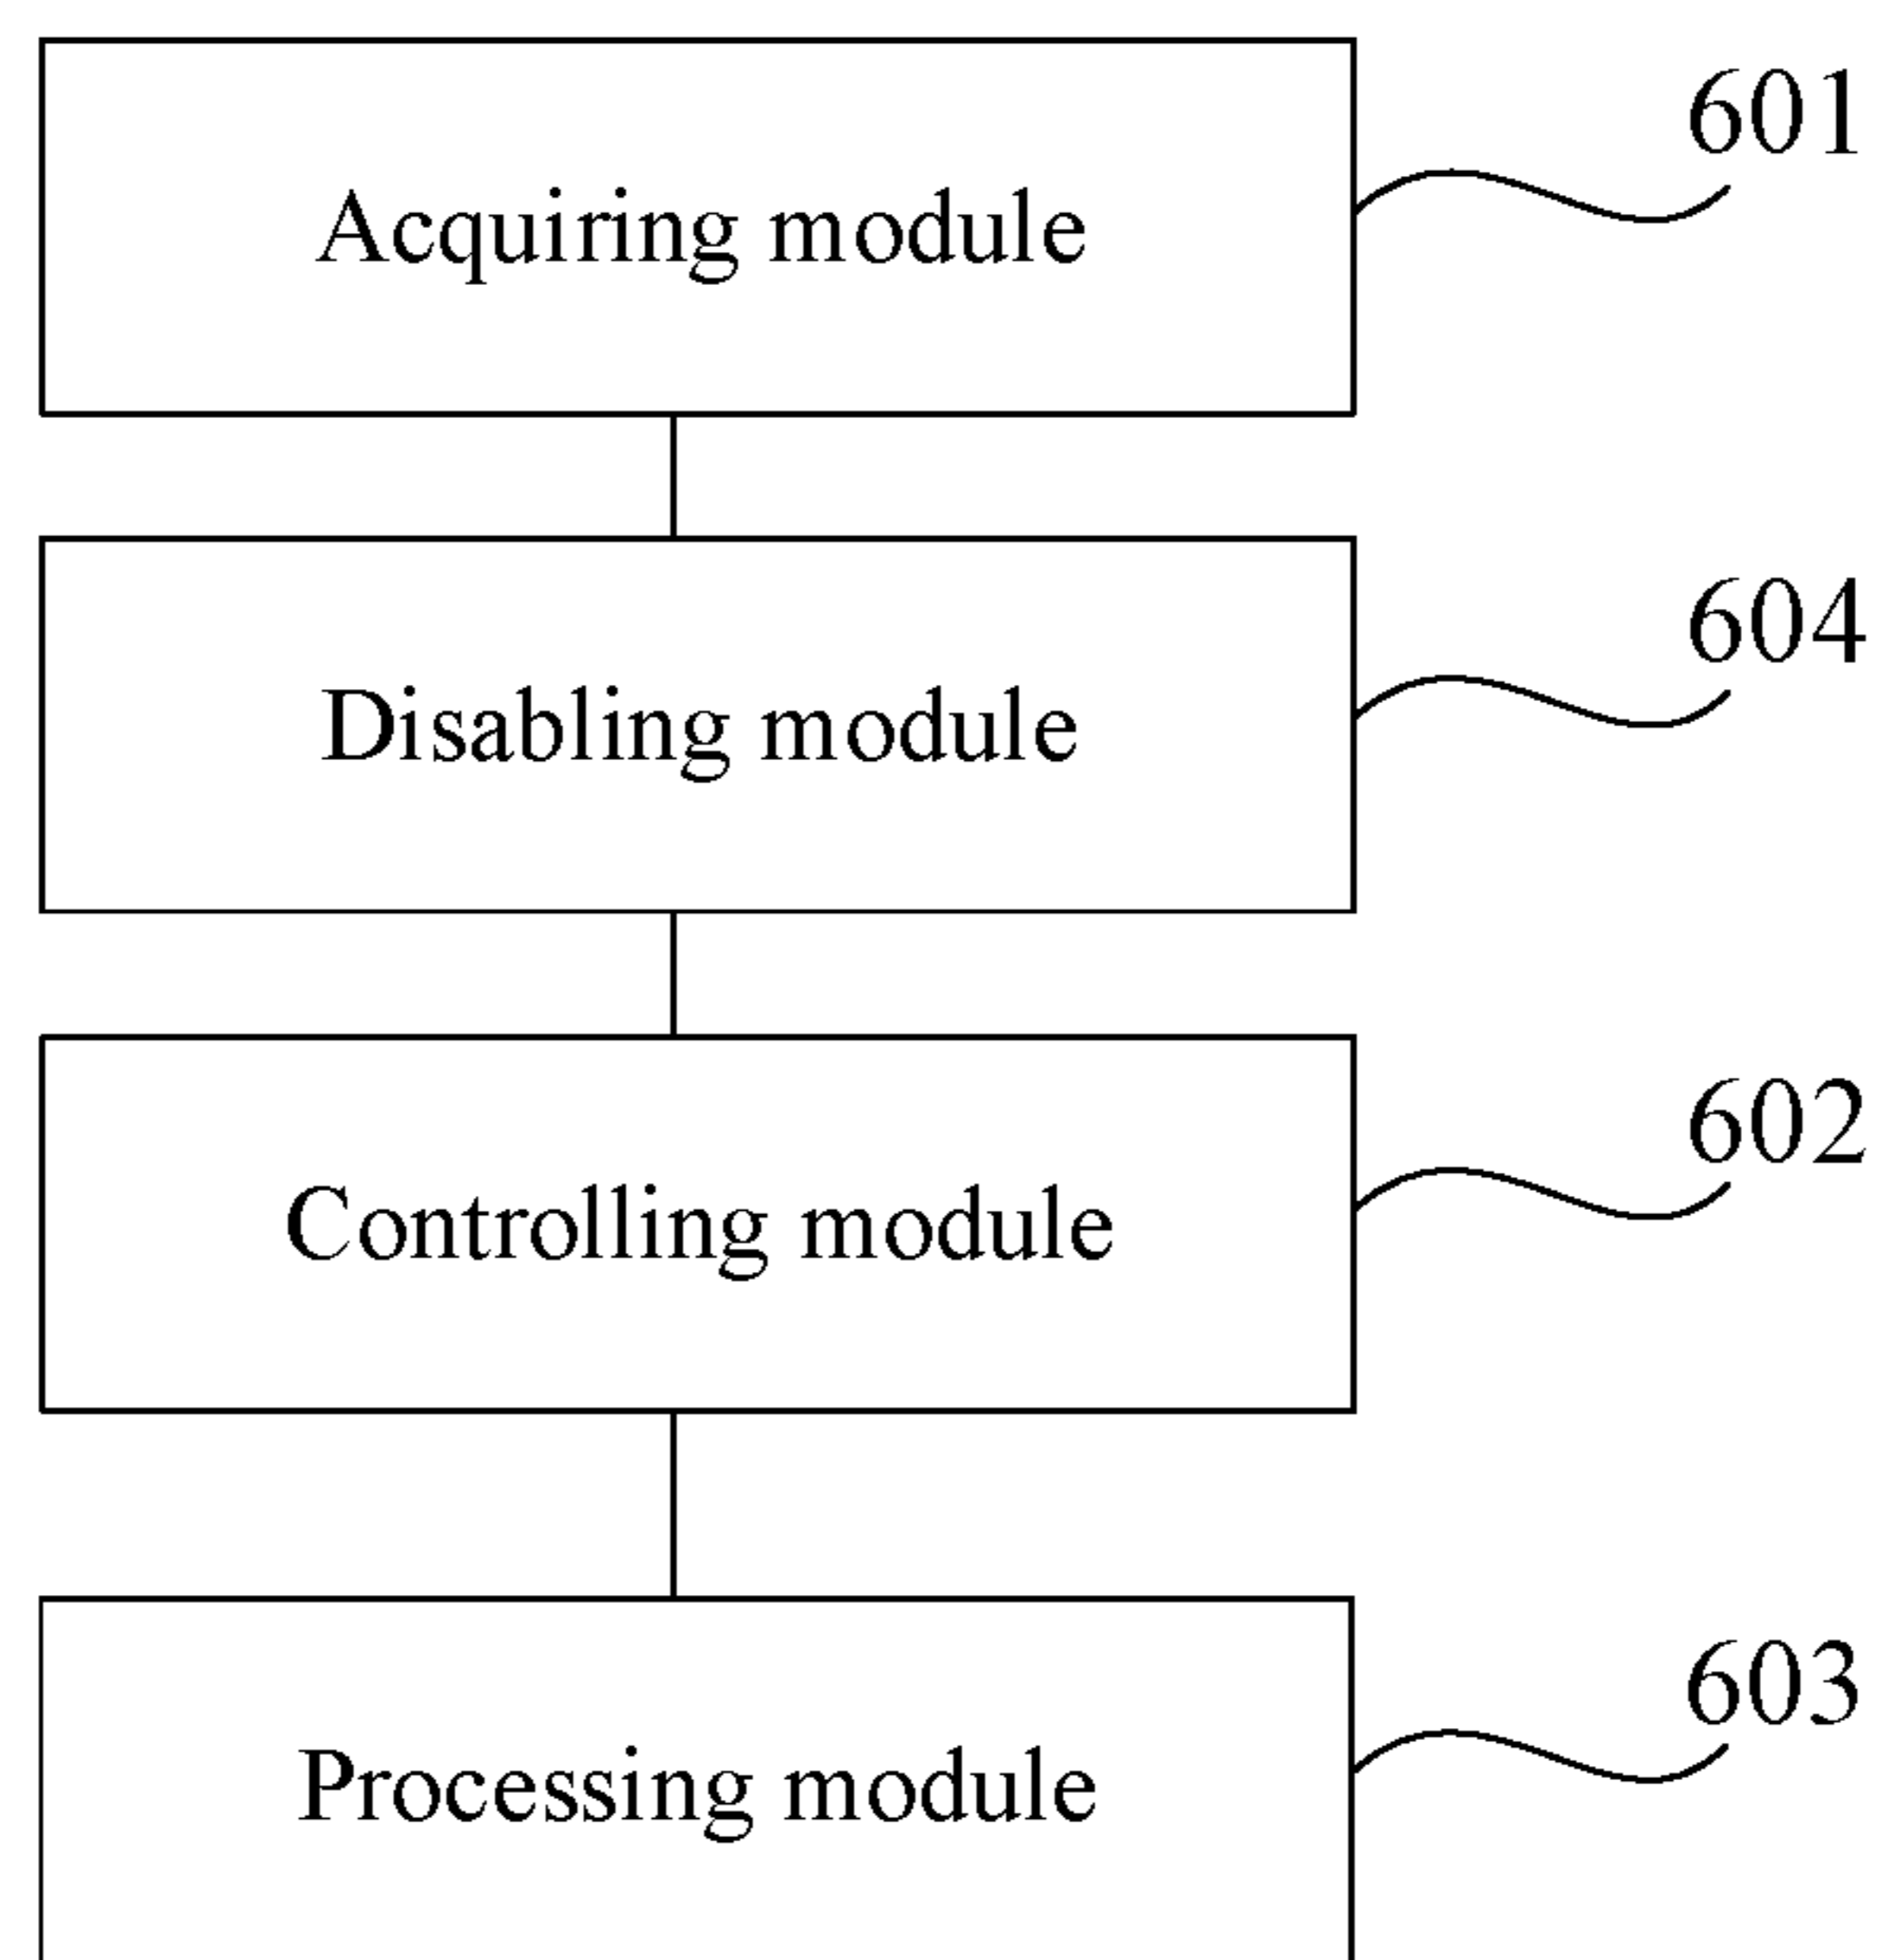 601
Acquiring module
604
Disabling module
602
Controlling module
603
Processing module